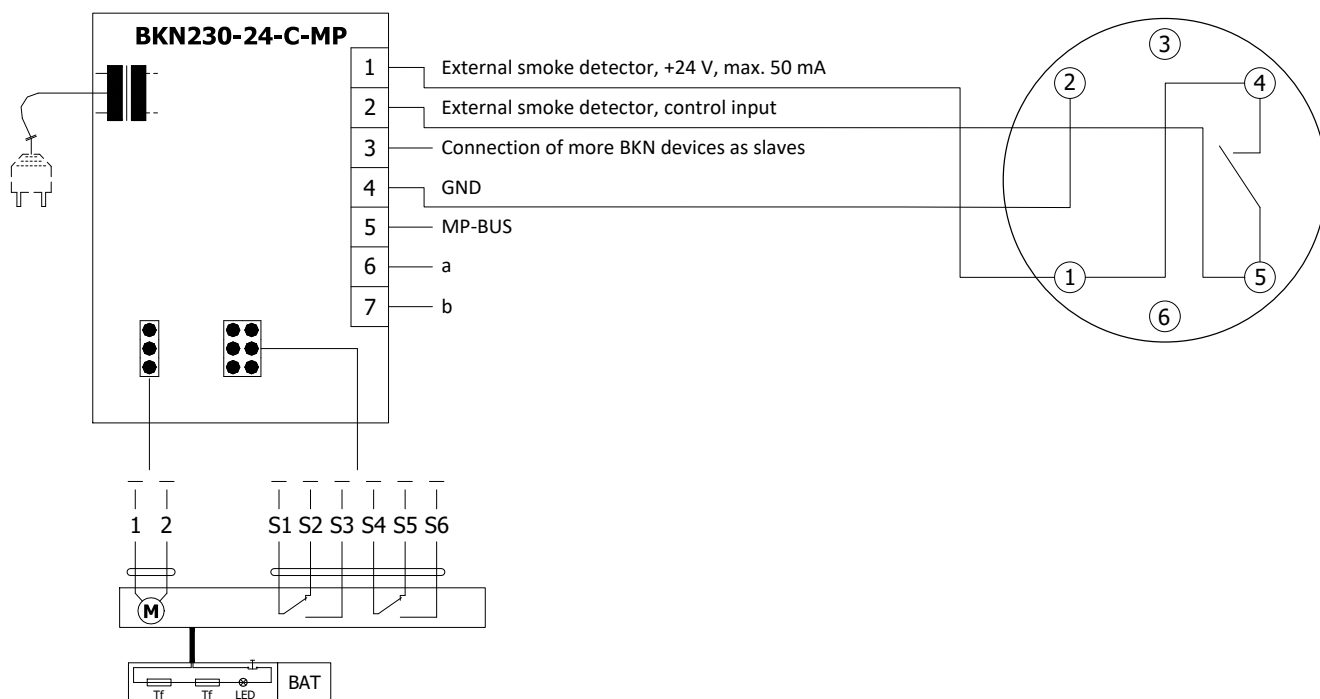 BKN230-24-C-MP
1 External smoke detector, +24 V, max. 50 mA
2 External smoke detector, control input
3 Connection of more BKN devices as slaves
4 GND
5 MP-BUS
6 a
7 b
3
2 4
1 5
6
1 2 S1 S2 S3 S4 S5 S6
M
Tf Tf LED BAT